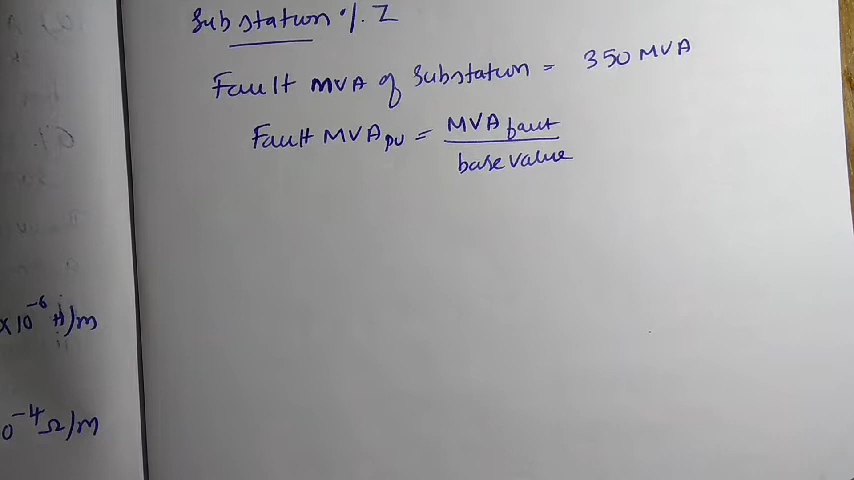 Substation %. Z
Fault MVA of Substation = 350 MVA
Fault MVA pu = MVA fault
base value
×10⁻⁶ H/m
0⁻⁴ Ω/m